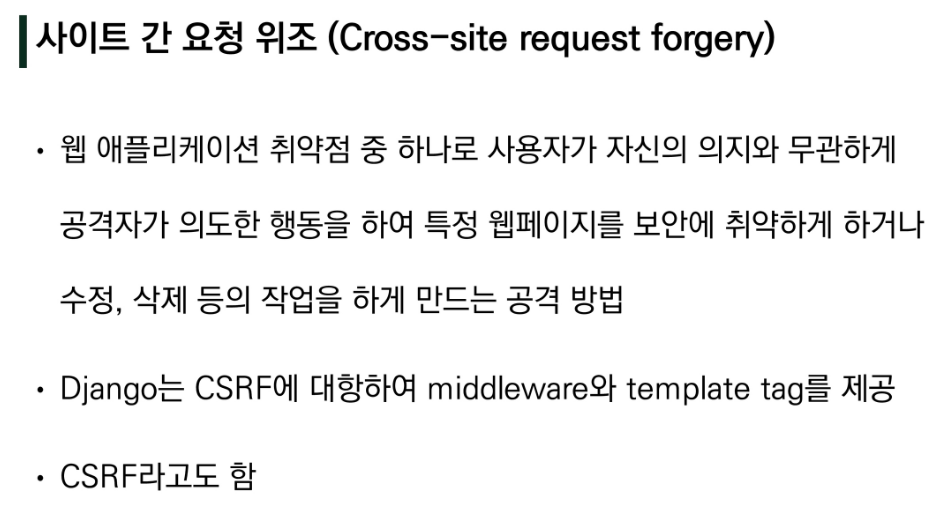 사이트 간 요청 위조 (Cross-site request forgery)
• 웹 애플리케이션 취약점 중 하나로 사용자가 자신의 의지와 무관하게
공격자가 의도한 행동을 하여 특정 웹페이지를 보안에 취약하게 하거나
수정, 삭제 등의 작업을 하게 만드는 공격 방법
• Django는 CSRF에 대항하여 middleware와 template tag를 제공
• CSRF라고도 함